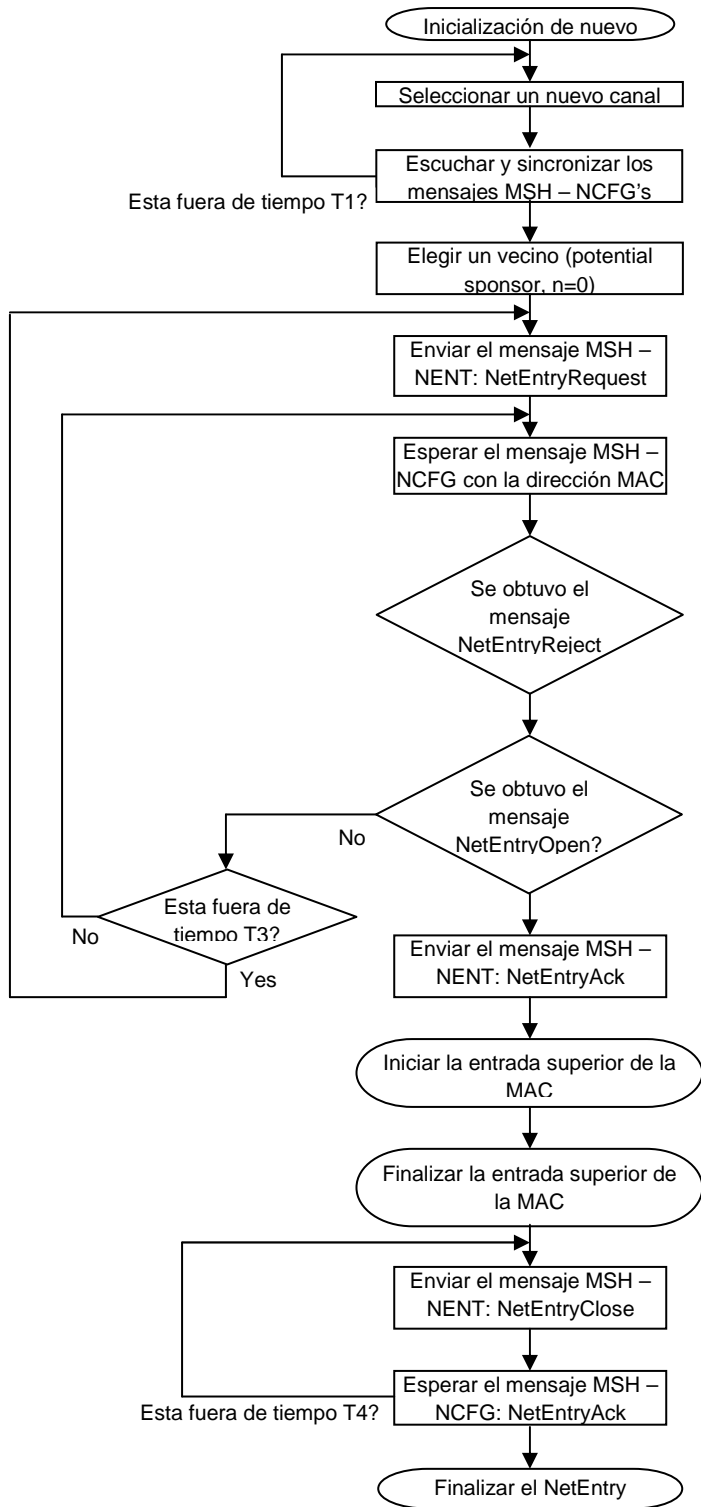 Inicialización de nuevo
Seleccionar un nuevo canal
Escuchar y sincronizar los
mensajes MSH – NCFG’s
Esta fuera de tiempo T1?
Elegir un vecino (potential
sponsor, n=0)
Enviar el mensaje MSH –
NENT: NetEntryRequest
Esperar el mensaje MSH –
NCFG con la dirección MAC
Se obtuvo el
mensaje
NetEntryReject
Se obtuvo el
mensaje
NetEntryOpen?
No
Esta fuera de
tiempo T3?
No
Yes
Enviar el mensaje MSH –
NENT: NetEntryAck
Iniciar la entrada superior de la
MAC
Finalizar la entrada superior de
la MAC
Enviar el mensaje MSH –
NENT: NetEntryClose
Esperar el mensaje MSH –
NCFG: NetEntryAck
Esta fuera de tiempo T4?
Finalizar el NetEntry